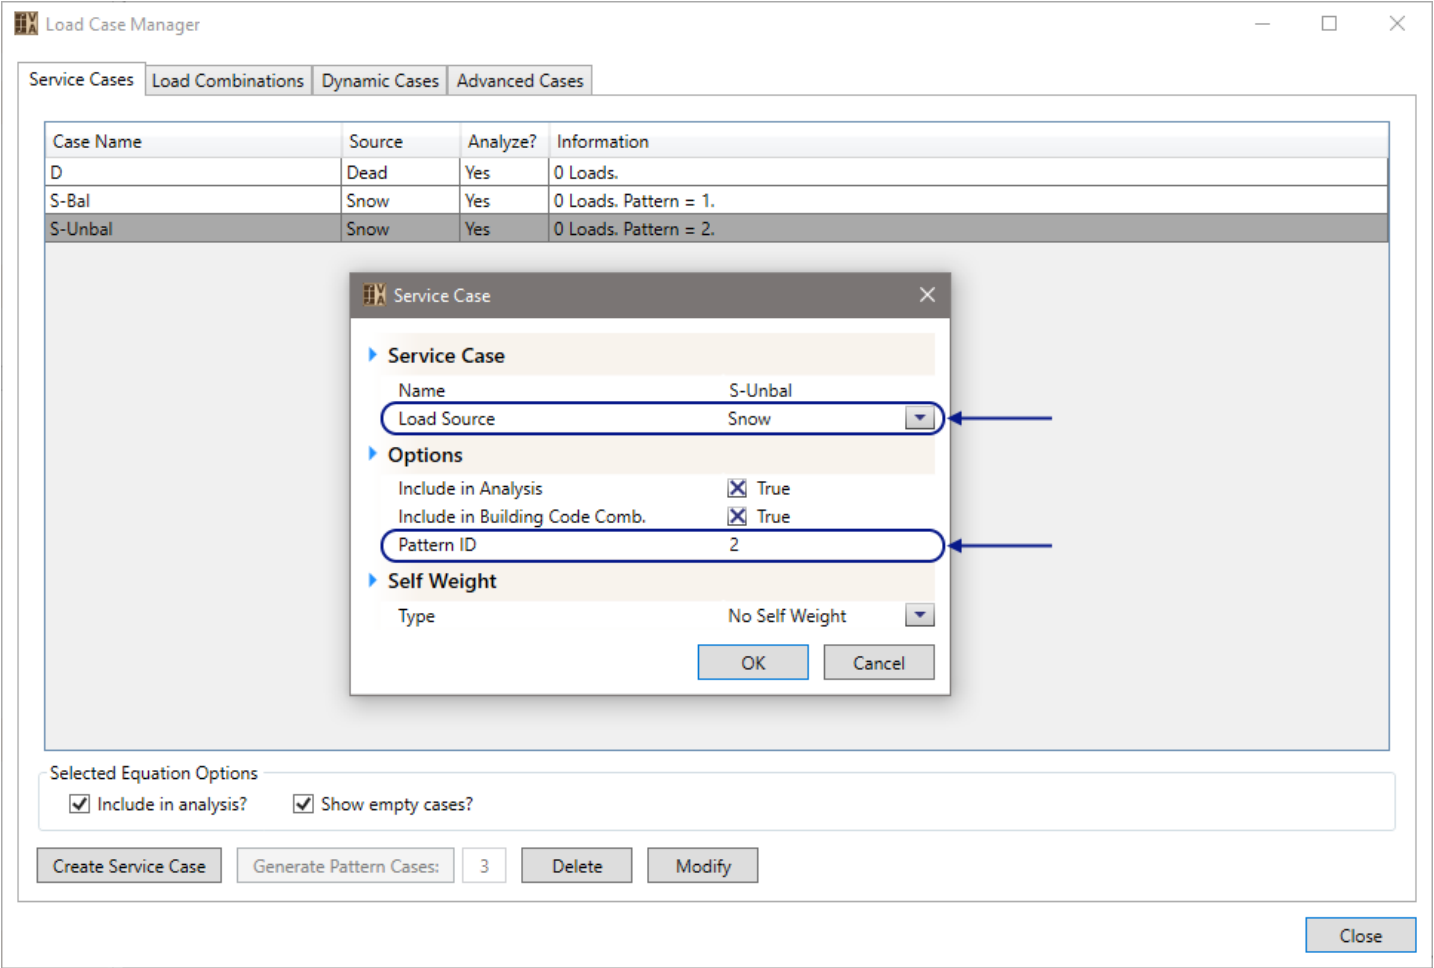 Load Case Manager
Service Cases Load Combinations Dynamic Cases Advanced Cases
Case Name Source Analyze? Information
D Dead Yes 0 Loads.
S-Bal Snow Yes 0 Loads. Pattern = 1.
S-Unbal Snow Yes 0 Loads. Pattern = 2.
Service Case
Service Case
Name S-Unbal
Load Source Snow
Options
Include in Analysis True
Include in Building Code Comb. True
Pattern ID 2
Self Weight
Type No Self Weight
OK Cancel
Selected Equation Options
Include in analysis? Show empty cases?
Create Service Case Generate Pattern Cases: 3 Delete Modify
Close